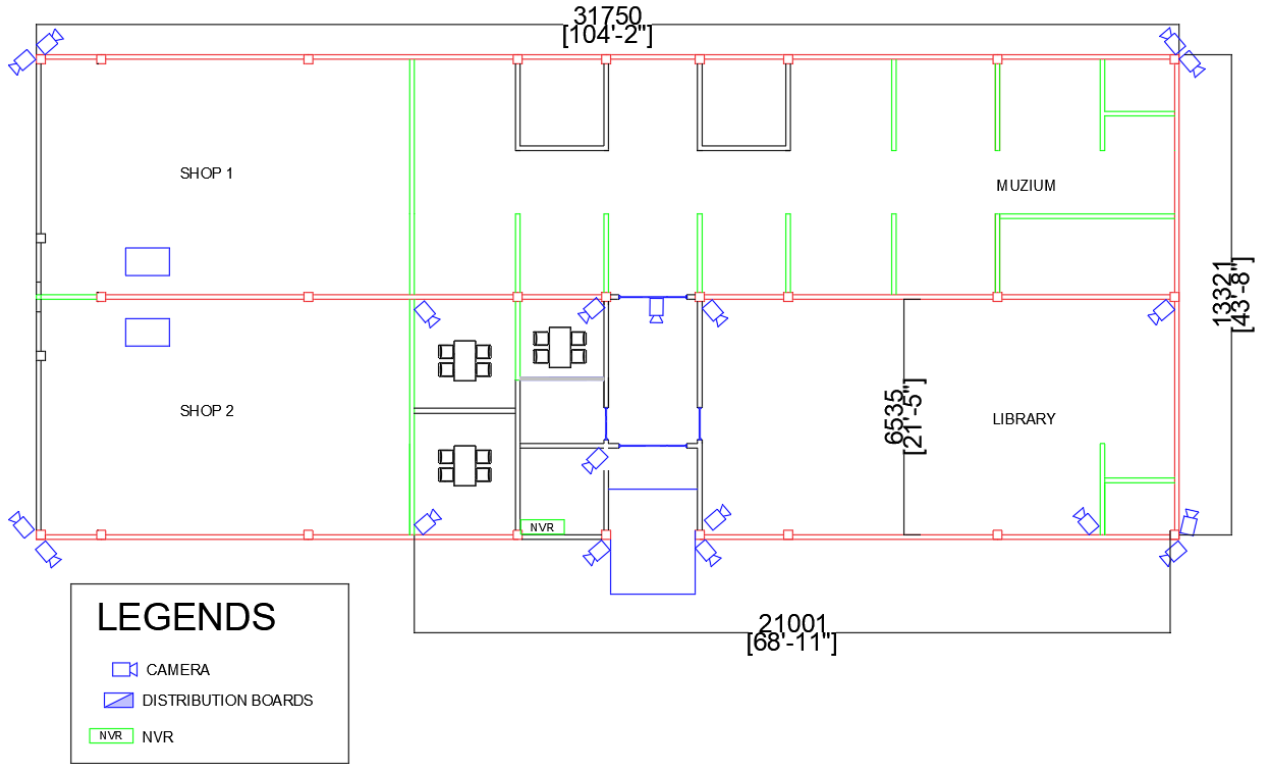 31750
[104'-2"]
SHOP 1
MUZIUM
13321
[43'-8"]
SHOP 2
6535
[21'-5"]
LIBRARY
NVR
21001
[68'-11"]
LEGENDS
CAMERA
DISTRIBUTION BOARDS
NVR NVR